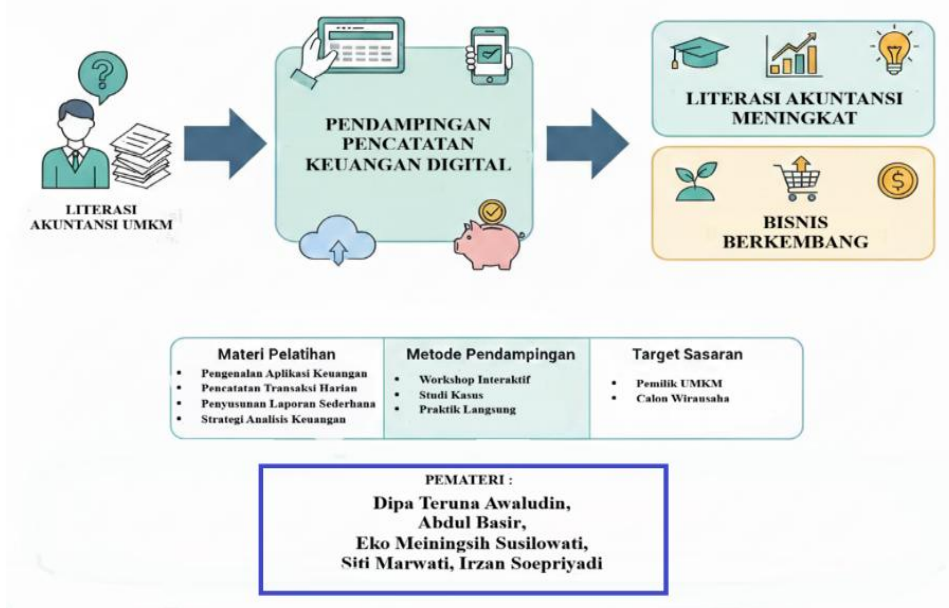 ?
LITERASI
AKUNTANSI UMKM
PENDAMPINGAN
PENCATATAN
KEUANGAN DIGITAL
LITERASI AKUNTANSI
MENINGKAT
$
BISNIS
BERKEMBANG
Materi Pelatihan
▪ Pengenalan Aplikasi Keuangan
▪ Pencatatan Transaksi Harian
▪ Penyusunan Laporan Sederhana
▪ Strategi Analisis Keuangan
Metode Pendampingan
▪ Workshop Interaktif
▪ Studi Kasus
▪ Praktik Langsung
Target Sasaran
▪ Pemilik UMKM
▪ Calon Wirausaha
PEMATERI :
Dipa Teruna Awaludin,
Abdul Basir,
Eko Meiningsih Susilowati,
Siti Marwati, Irzan Soepriyadi